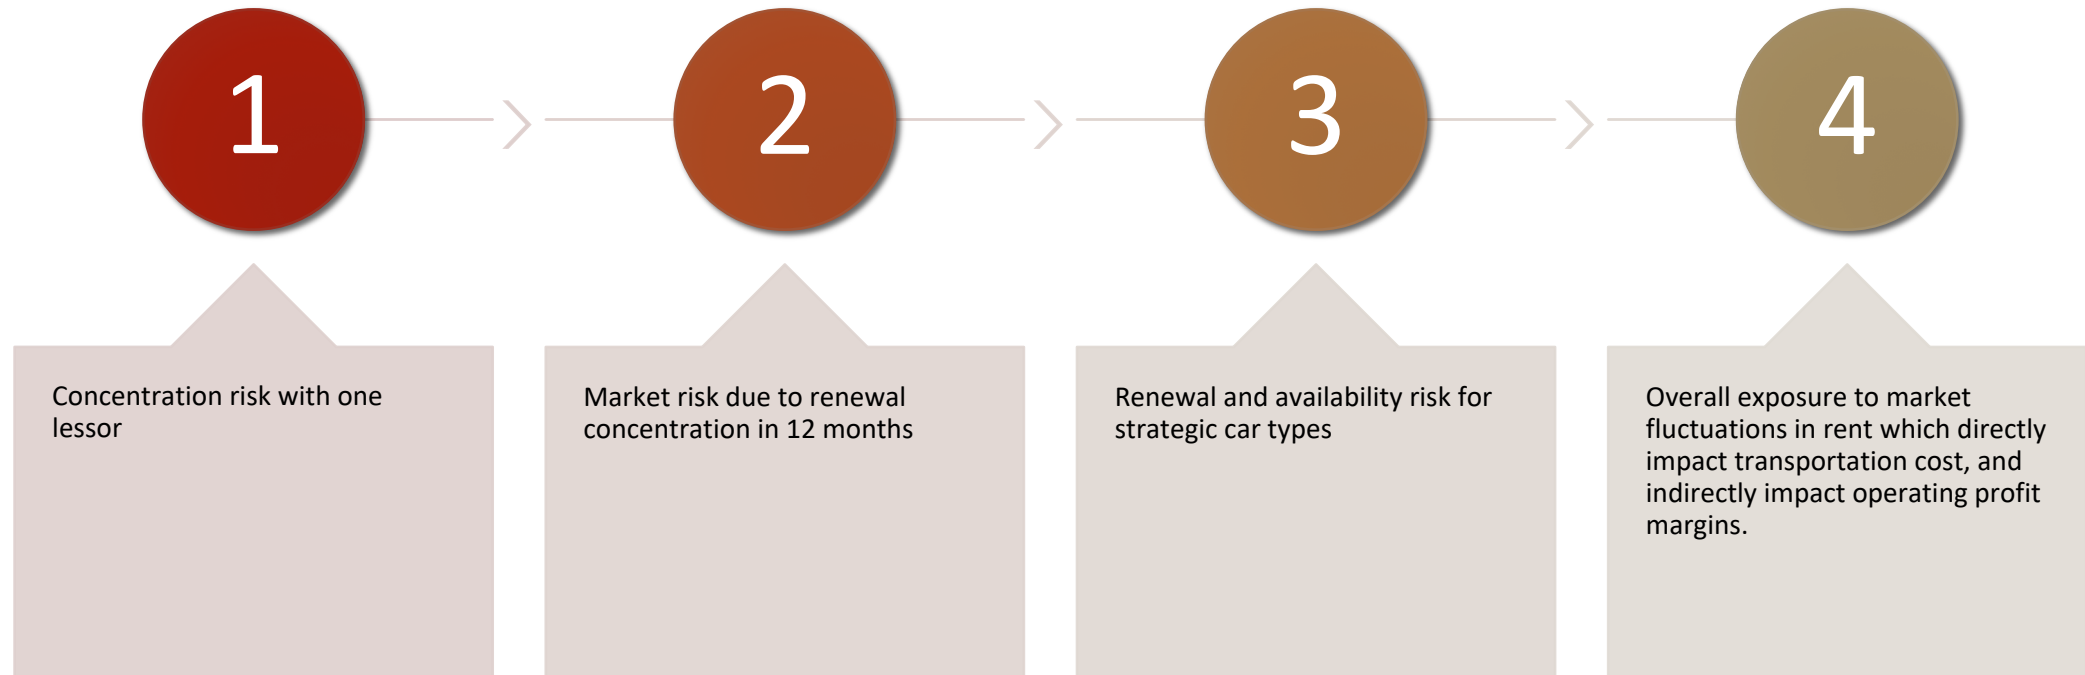 1
2
3
4
Concentration risk with one
lessor
Market risk due to renewal
concentration in 12 months
Renewal and availability risk for
strategic car types
Overall exposure to market
fluctuations in rent which directly
impact transportation cost, and
indirectly impact operating profit
margins.